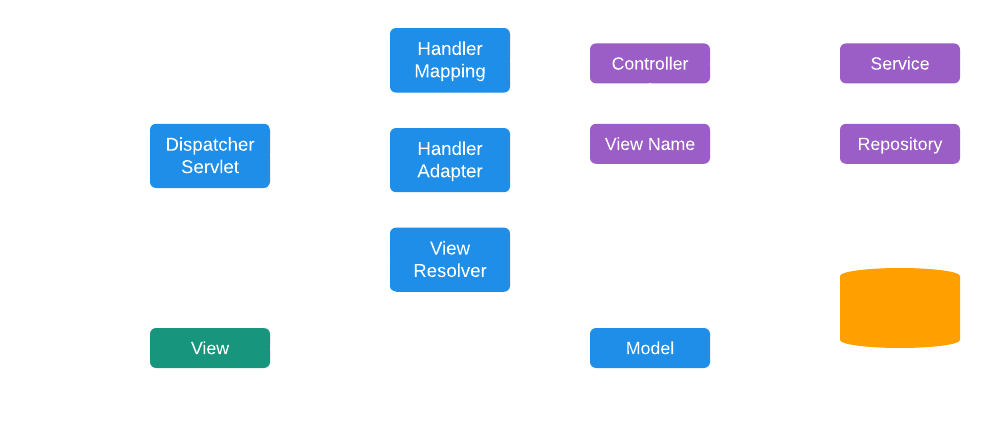 Handler
Mapping
Controller
Service
Dispatcher
Servlet
Handler
Adapter
View Name
Repository
View
Resolver
View
Model